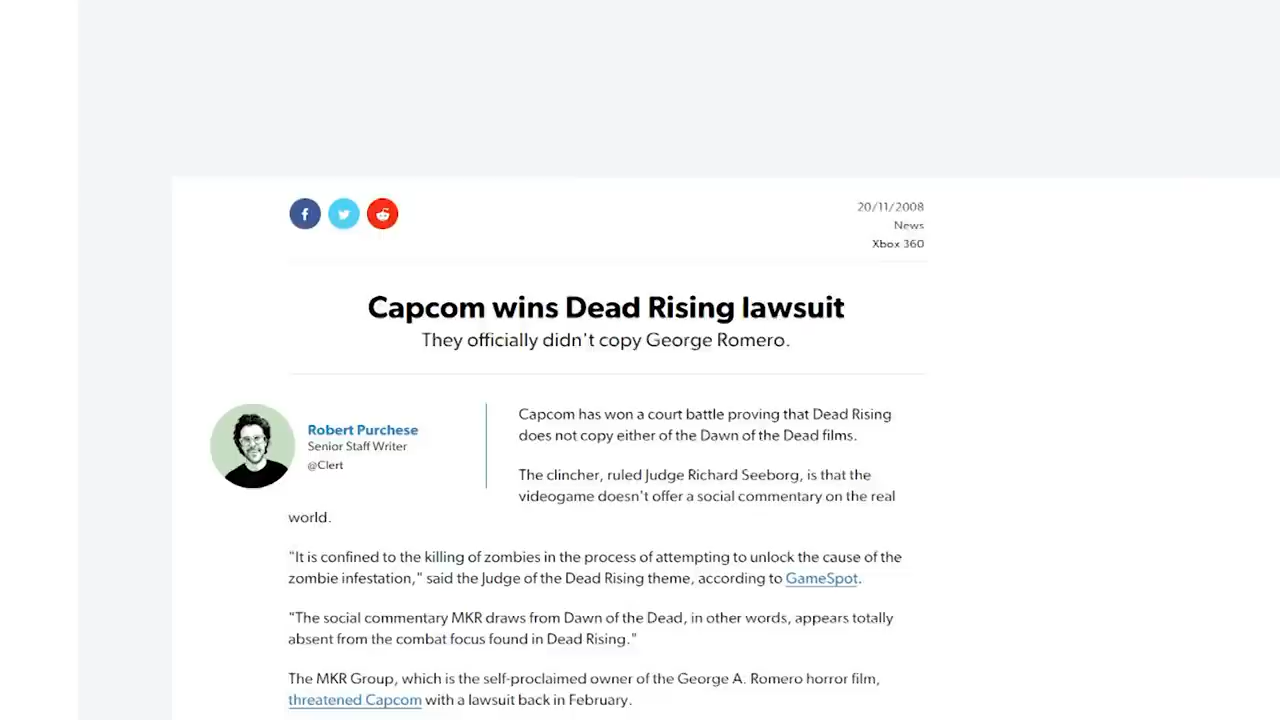 20/11/2008
News
Xbox 360
Capcom wins Dead Rising lawsuit
They officially didn't copy George Romero.
Robert Purchese
Senior Staff Writer
@Clert
Capcom has won a court battle proving that Dead Rising
does not copy either of the Dawn of the Dead films.
The clincher, ruled Judge Richard Seeborg, is that the
videogame doesn't offer a social commentary on the real
world.
"It is confined to the killing of zombies in the process of attempting to unlock the cause of the
zombie infestation," said the Judge of the Dead Rising theme, according to GameSpot.
"The social commentary MKR draws from Dawn of the Dead, in other words, appears totally
absent from the combat focus found in Dead Rising."
The MKR Group, which is the self-proclaimed owner of the George A. Romero horror film,
threatened Capcom with a lawsuit back in February.